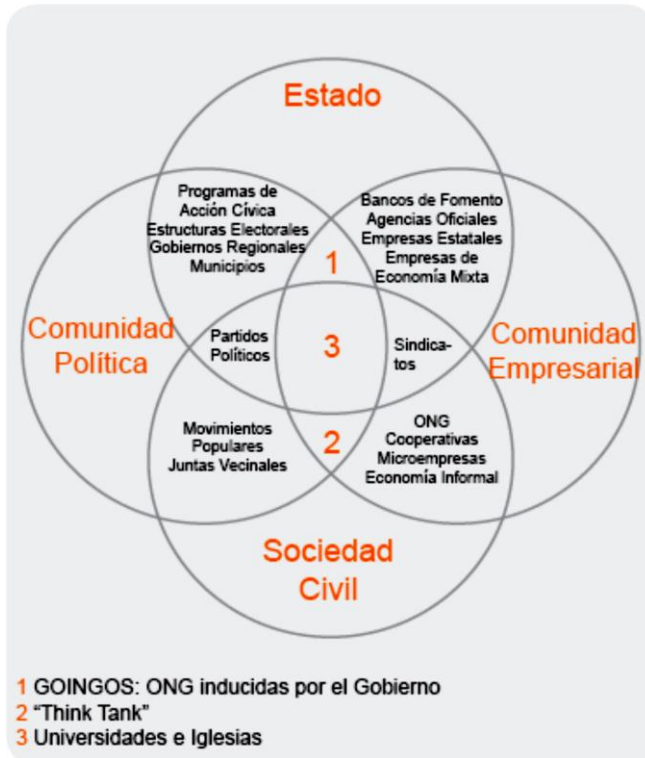 Estado
Programas de
Acción Cívica
Estructuras Electorales
Gobiernos Regionales
Municipios
Bancos de Fomento
Agencias Oficiales
Empresas Estatales
Empresas de
Economía Mixta
1
Comunidad
Política
Partidos
Políticos
3
Sindica-
tos
Comunidad
Empresarial
Movimientos
Populares
Juntas Vecinales
2
ONG
Cooperativas
Microempresas
Economía Informal
Sociedad
Civil
1 GOINGOS: ONG inducidas por el Gobierno
2 “Think Tank”
3 Universidades e Iglesias